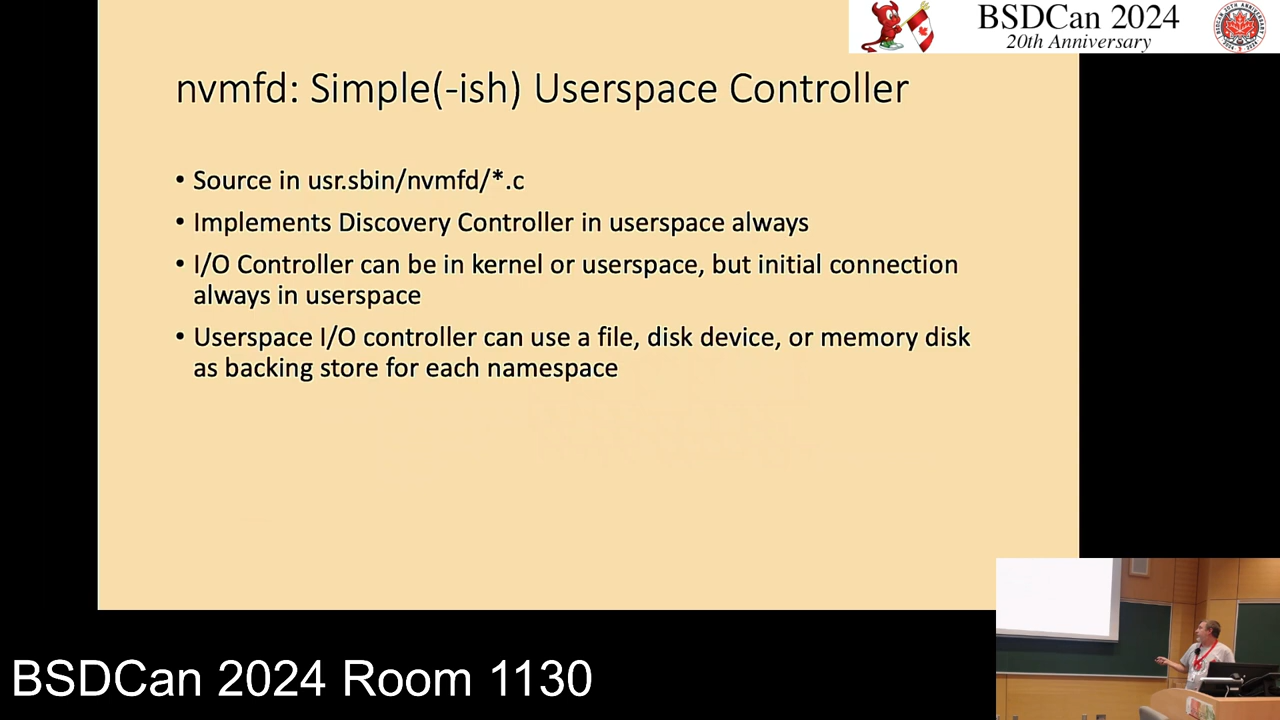 BSDCan 2024
20th Anniversary
nvmfd: Simple(-ish) Userspace Controller
• Source in usr.sbin/nvmfd/*.c
• Implements Discovery Controller in userspace always
• I/O Controller can be in kernel or userspace, but initial connection
always in userspace
• Userspace I/O controller can use a file, disk device, or memory disk
as backing store for each namespace
BSDCan 2024 Room 1130